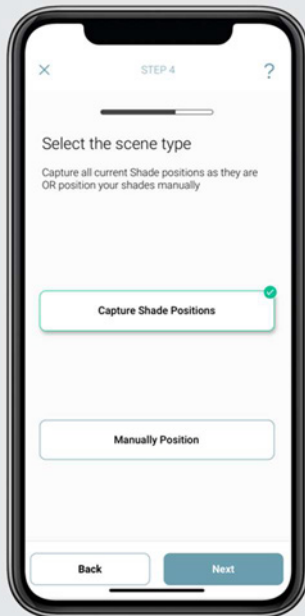 STEP 4
?
Select the scene type
Capture all current Shade positions as they are
OR position your shades manually
Capture Shade Positions
Manually Position
Back
Next